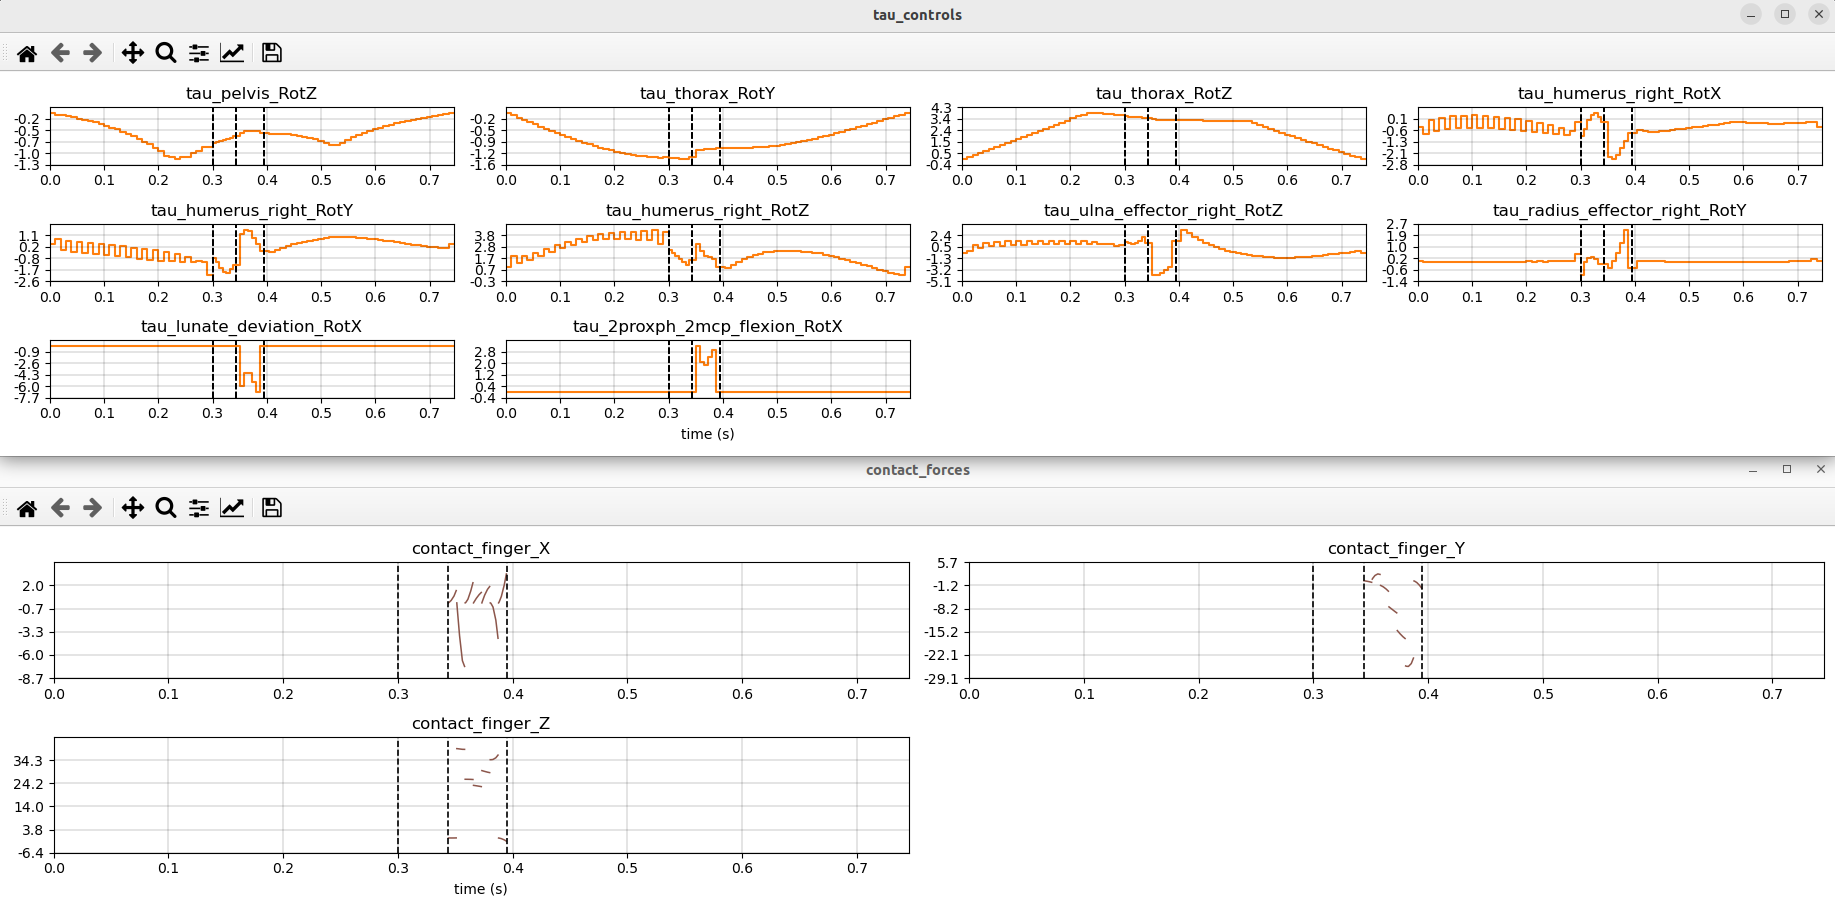 tau_controls
tau_pelvis_RotZ
-0.2
-0.5
-0.7
-1.0
-1.3
0.0 0.1 0.2 0.3 0.4 0.5 0.6 0.7
tau_thorax_RotY
-0.2
-0.5
-0.9
-1.2
-1.6
0.0 0.1 0.2 0.3 0.4 0.5 0.6 0.7
tau_thorax_RotZ
4.3
3.4
2.4
1.5
0.5
-0.4
0.0 0.1 0.2 0.3 0.4 0.5 0.6 0.7
tau_humerus_right_RotX
0.1
-0.6
-1.3
-2.1
-2.8
0.0 0.1 0.2 0.3 0.4 0.5 0.6 0.7
tau_humerus_right_RotY
1.1
0.2
-0.8
-1.7
-2.6
0.0 0.1 0.2 0.3 0.4 0.5 0.6 0.7
tau_humerus_right_RotZ
3.8
2.8
1.7
0.7
-0.3
0.0 0.1 0.2 0.3 0.4 0.5 0.6 0.7
tau_ulna_effector_right_RotZ
2.4
0.5
-1.3
-3.2
-5.1
0.0 0.1 0.2 0.3 0.4 0.5 0.6 0.7
tau_radius_effector_right_RotY
2.7
1.9
1.0
0.2
-0.6
-1.4
0.0 0.1 0.2 0.3 0.4 0.5 0.6 0.7
tau_lunate_deviation_RotX
-0.9
-2.6
-4.3
-6.0
-7.7
0.0 0.1 0.2 0.3 0.4 0.5 0.6 0.7
tau_2proxph_2mcp_flexion_RotX
2.8
2.0
1.2
0.4
-0.4
0.0 0.1 0.2 0.3 0.4 0.5 0.6 0.7
time (s)
contact_forces
contact_finger_X
2.0
-0.7
-3.3
-6.0
-8.7
0.0 0.1 0.2 0.3 0.4 0.5 0.6 0.7
contact_finger_Y
5.7
-1.2
-8.2
-15.2
-22.1
-29.1
0.0 0.1 0.2 0.3 0.4 0.5 0.6 0.7
contact_finger_Z
34.3
24.2
14.0
3.8
-6.4
0.0 0.1 0.2 0.3 0.4 0.5 0.6 0.7
time (s)